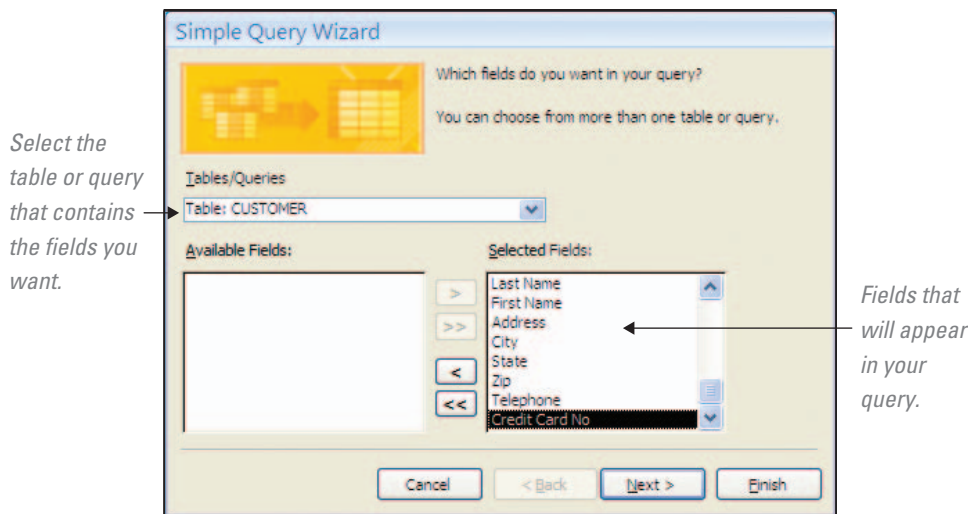 Simple Query Wizard
Which fields do you want in your query?
You can choose from more than one table or query.
Select the
table or query
that contains
the fields you
want.
Tables/Queries
Table: CUSTOMER
Available Fields:
Selected Fields:
>
>>
<
<<
Last Name
First Name
Address
City
State
Zip
Telephone
Credit Card No
Fields that
will appear
in your
query.
Cancel
< Back
Next >
Finish